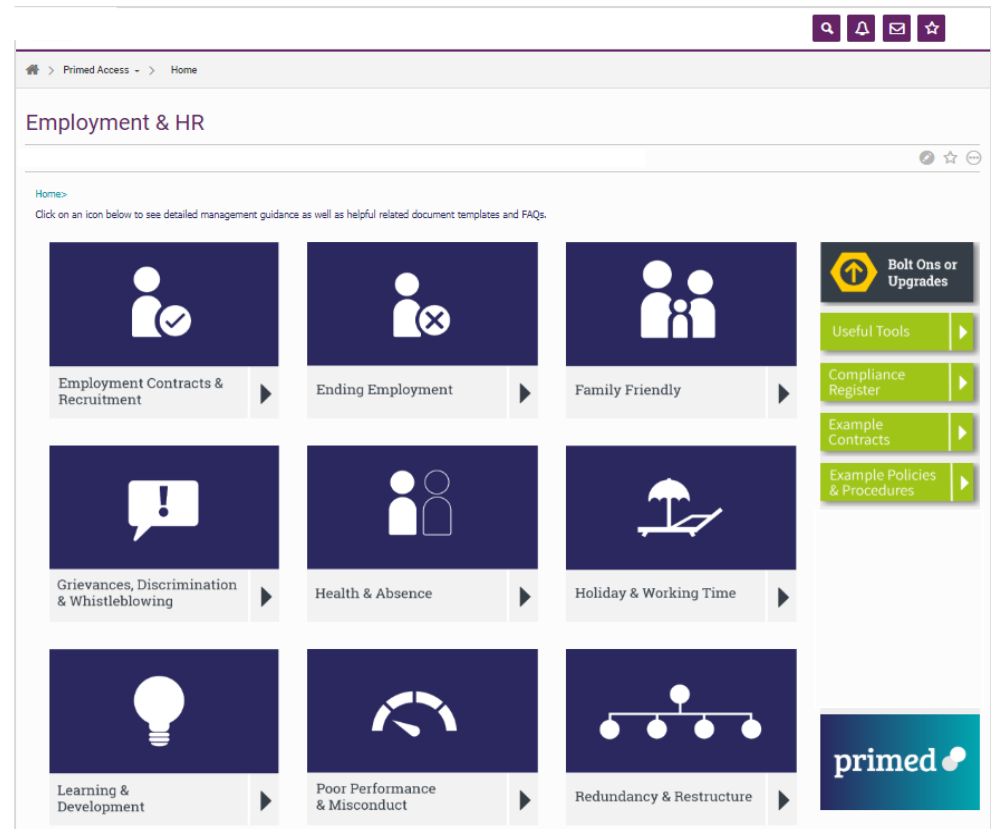 Primed Access
Home
Employment & HR
Home>
Click on an icon below to see detailed management guidance as well as helpful related document templates and FAQs.
Employment Contracts &
Recruitment
Ending Employment
Family Friendly
Bolt Ons or
Upgrades
Useful Tools
Compliance
Register
Example
Contracts
Example Policies
& Procedures
Grievances, Discrimination
& Whistleblowing
Health & Absence
Holiday & Working Time
Learning &
Development
Poor Performance
& Misconduct
Redundancy & Restructure
primed